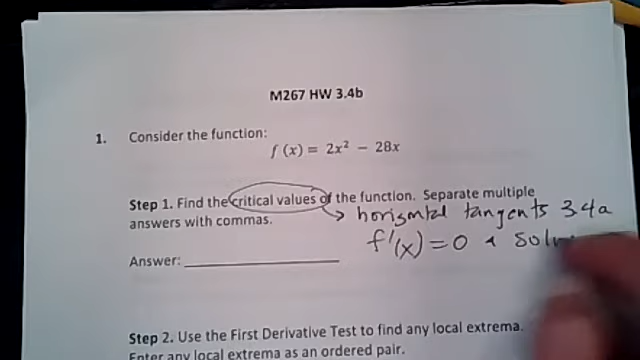 M267 HW 3.4b
1. Consider the function:
f (x) = 2x² − 28x
Step 1. Find the critical values of the function. Separate multiple
answers with commas.
→ horizontal tangents 3.4a
f'(x) = 0 &
Answer:
Step 2. Use the First Derivative Test to find any local extrema.
Enter any local extrema as an ordered pair.